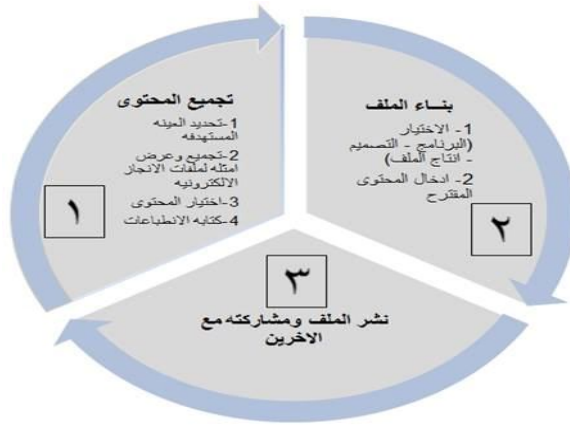 تجميع المحتوى
1-تحديد العينه
المستهدفه
2-تجميع وعرض
امثله لملفات الانجاز
الالكترونيه
3-اختيار المحتوى
4-كتابه الانطباعات
١
بناء الملف
1- الاختيار
(البرنامج - التصميم
- انتاج الملف)
2- ادخال المحتوى
المقترح
٢
٣
نشر الملف ومشاركته مع
الاخرين